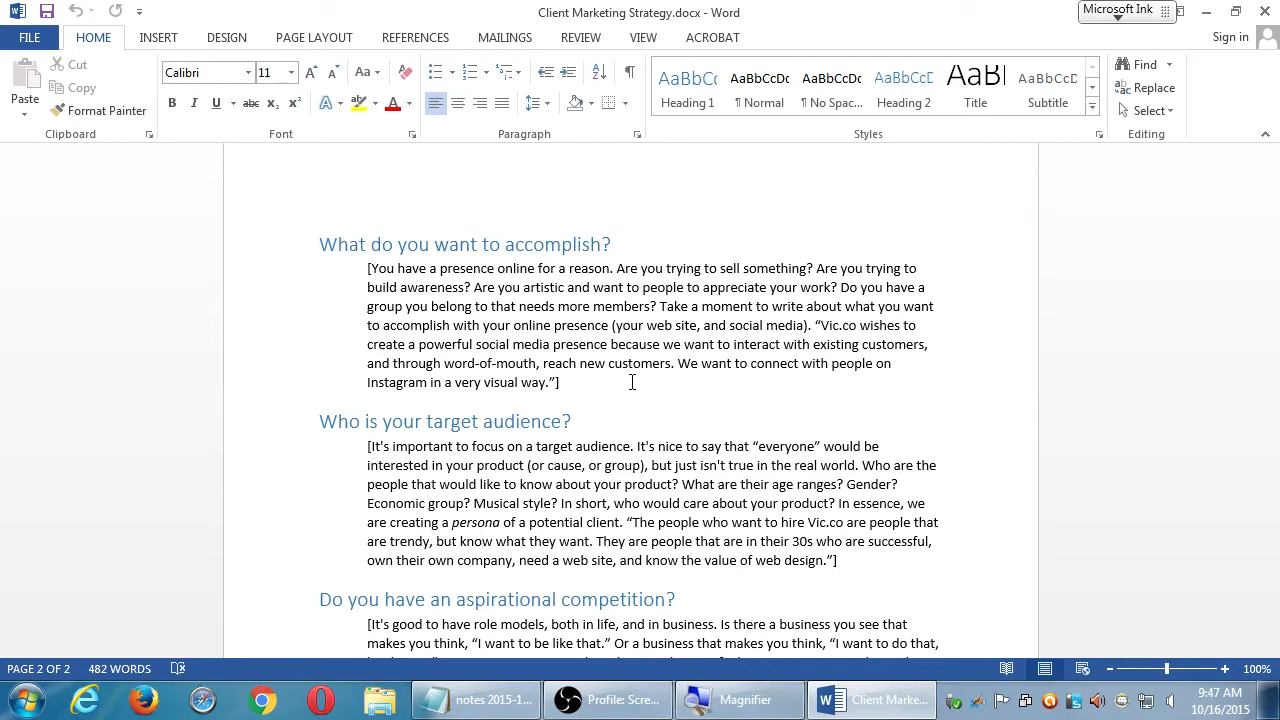 Client Marketing Strategy.docx - Word
Microsoft Ink
FILE
HOME
INSERT
DESIGN
PAGE LAYOUT
REFERENCES
MAILINGS
REVIEW
VIEW
ACROBAT
Sign in
Paste
Cut
Copy
Format Painter
Clipboard
Calibri
11
Font
Paragraph
AaBbCc
Heading 1
AaBbCcDc
¶ Normal
AaBbCcDc
¶ No Spac...
AaBbCcD
Heading 2
AaB
Title
AaBbCcD
Subtitle
Styles
Find
Replace
Select
Editing
What do you want to accomplish?
[You have a presence online for a reason. Are you trying to sell something? Are you trying to
build awareness? Are you artistic and want to people to appreciate your work? Do you have a
group you belong to that needs more members? Take a moment to write about what you want
to accomplish with your online presence (your web site, and social media). “Vic.co wishes to
create a powerful social media presence because we want to interact with existing customers,
and through word-of-mouth, reach new customers. We want to connect with people on
Instagram in a very visual way.”]
Who is your target audience?
[It's important to focus on a target audience. It's nice to say that “everyone” would be
interested in your product (or cause, or group), but just isn't true in the real world. Who are the
people that would like to know about your product? What are their age ranges? Gender?
Economic group? Musical style? In short, who would care about your product? In essence, we
are creating a persona of a potential client. “The people who want to hire Vic.co are people that
are trendy, but know what they want. They are people that are in their 30s who are successful,
own their own company, need a web site, and know the value of web design.”]
Do you have an aspirational competition?
[It's good to have role models, both in life, and in business. Is there a business you see that
makes you think, “I want to be like that.” Or a business that makes you think, “I want to do that,
PAGE 2 OF 2
482 WORDS
100%
notes 2015-1...
Profile: Scre...
Magnifier
Client Marke...
9:47 AM
10/16/2015